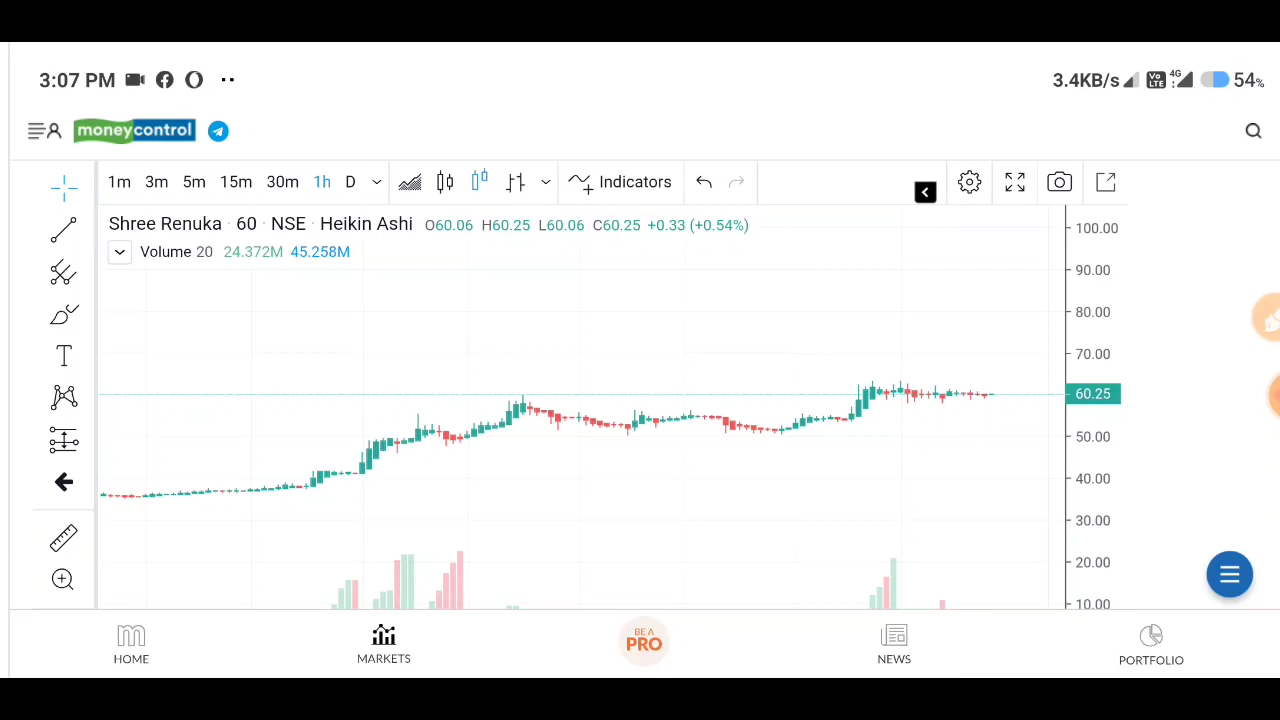 3:07 PM 3.4KB/s Vo LTE 4G 54%
moneycontrol
1m 3m 5m 15m 30m 1h D Indicators
Shree Renuka · 60 · NSE · Heikin Ashi O60.06 H60.25 L60.06 C60.25 +0.33 (+0.54%)
Volume 20 24.372M 45.258M
T
100.00
90.00
80.00
70.00
60.25
50.00
40.00
30.00
20.00
10.00
HOME
MARKETS
BE A
PRO
NEWS
PORTFOLIO